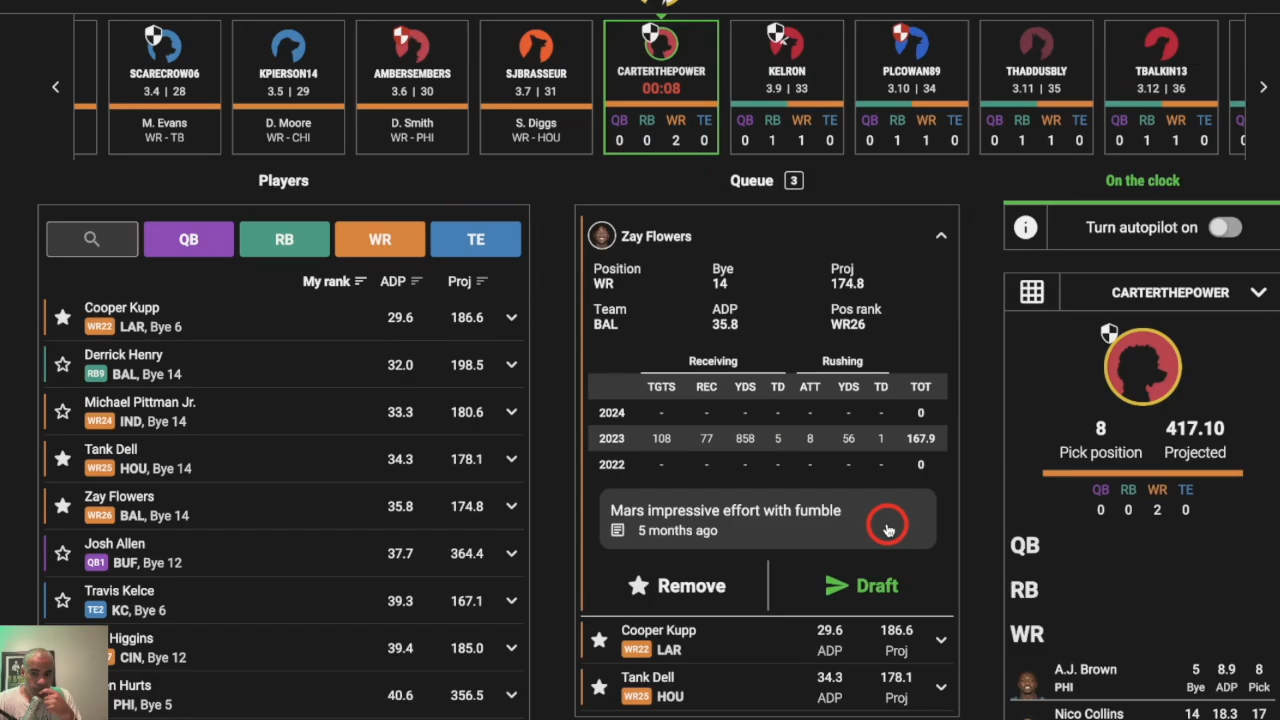 SCARECROW06
3.4 | 28
M. Evans
WR - TB
KPIERSON14
3.5 | 29
D. Moore
WR - CHI
AMBERSEMBERS
3.6 | 30
D. Smith
WR - PHI
SJBRASSEUR
3.7 | 31
S. Diggs
WR - HOU
CARTERTHEPOWER
00:08
QB RB WR TE
0 0 2 0
KELRON
3.9 | 33
QB RB WR TE
0 1 1 0
PLCOWAN89
3.10 | 34
QB RB WR TE
0 1 1 0
THADDUSBLY
3.11 | 35
QB RB WR TE
0 1 1 0
TBALKIN13
3.12 | 36
QB RB WR TE
0 1 1 0
Players
QB RB WR TE
My rank ADP Proj
Cooper Kupp
WR22 LAR, Bye 6 29.6 186.6
Derrick Henry
RB9 BAL, Bye 14 32.0 198.5
Michael Pittman Jr.
WR24 IND, Bye 14 33.3 180.6
Tank Dell
WR25 HOU, Bye 14 34.3 178.1
Zay Flowers
WR26 BAL, Bye 14 35.8 174.8
Josh Allen
QB1 BUF, Bye 12 37.7 364.4
Travis Kelce
TE2 KC, Bye 6 39.3 167.1
Higgins
CIN, Bye 12 39.4 185.0
Hurts
PHI, Bye 5 40.6 356.5
Queue 3
Zay Flowers
Position Bye Proj
WR 14 174.8
Team ADP Pos rank
BAL 35.8 WR26
Receiving Rushing
TGTS REC YDS TD ATT YDS TD TOT
2024 - - - - - - - 0
2023 108 77 858 5 8 56 1 167.9
2022 - - - - - - - 0
Mars impressive effort with fumble
5 months ago
Remove Draft
Cooper Kupp 29.6 186.6
WR22 LAR ADP Proj
Tank Dell 34.3 178.1
WR25 HOU ADP Proj
On the clock
i Turn autopilot on
CARTERTHEPOWER
8 417.10
Pick position Projected
QB RB WR TE
0 0 2 0
QB
RB
WR
A.J. Brown 5 8.9 8
PHI Bye ADP Pick
Nico Collins 14 18.3 17